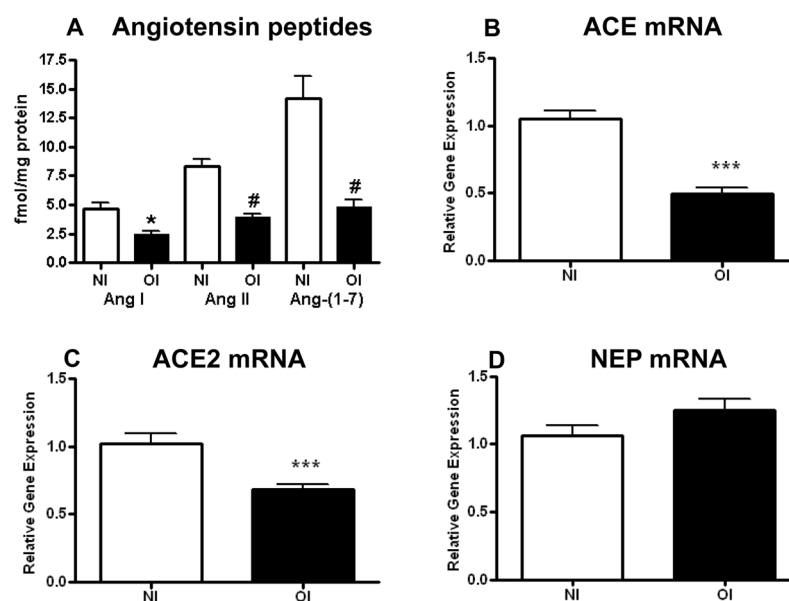 A Angiotensin peptides
fmol/mg protein
17.5
15.0
12.5
10.0
7.5
5.0
2.5
0.0
* # #
NI OI NI OI NI OI
Ang I Ang II Ang-(1-7)
B ACE mRNA
Relative Gene Expression
1.5
1.0
0.5
0.0
***
NI OI
C ACE2 mRNA
Relative Gene Expression
1.5
1.0
0.5
0.0
***
NI OI
D NEP mRNA
Relative Gene Expression
1.5
1.0
0.5
0.0
NI OI